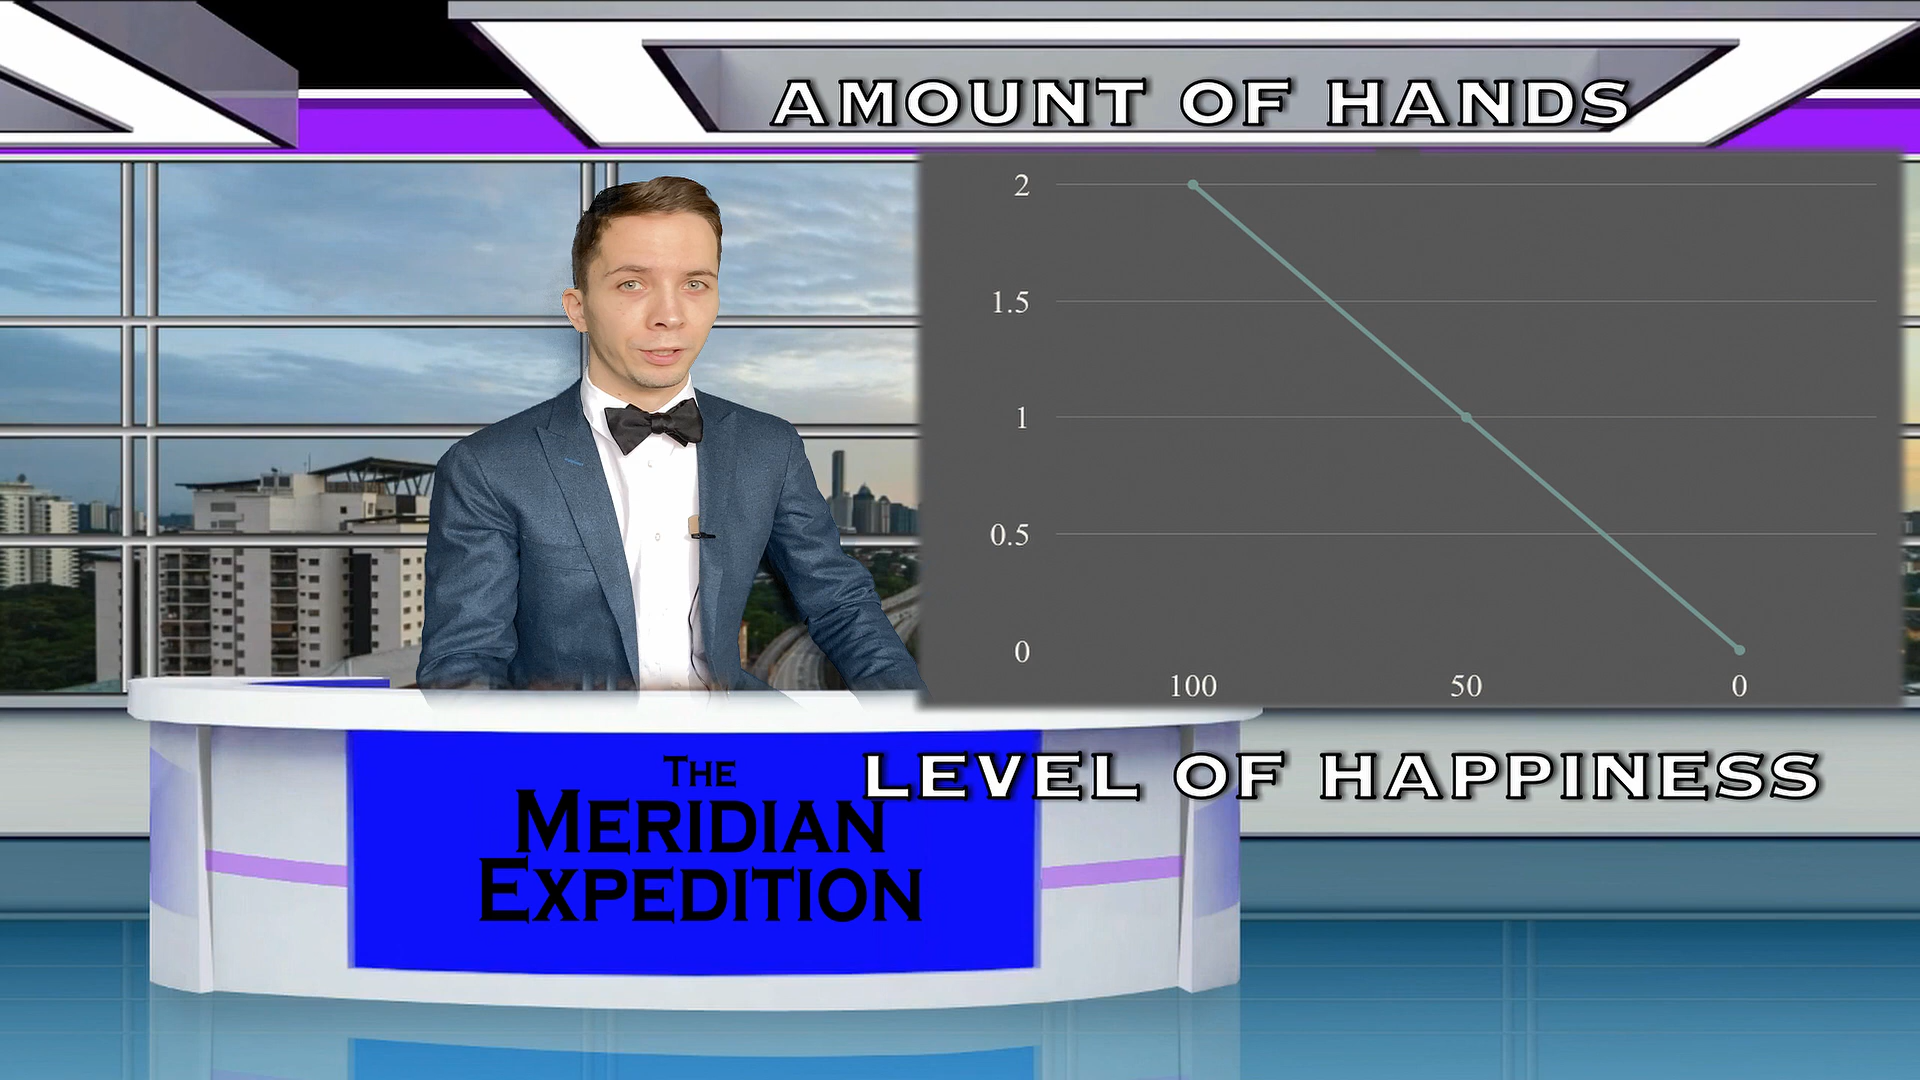 AMOUNT OF HANDS
2
1.5
1
0.5
0
100 50 0
LEVEL OF HAPPINESS
THE
MERIDIAN
EXPEDITION